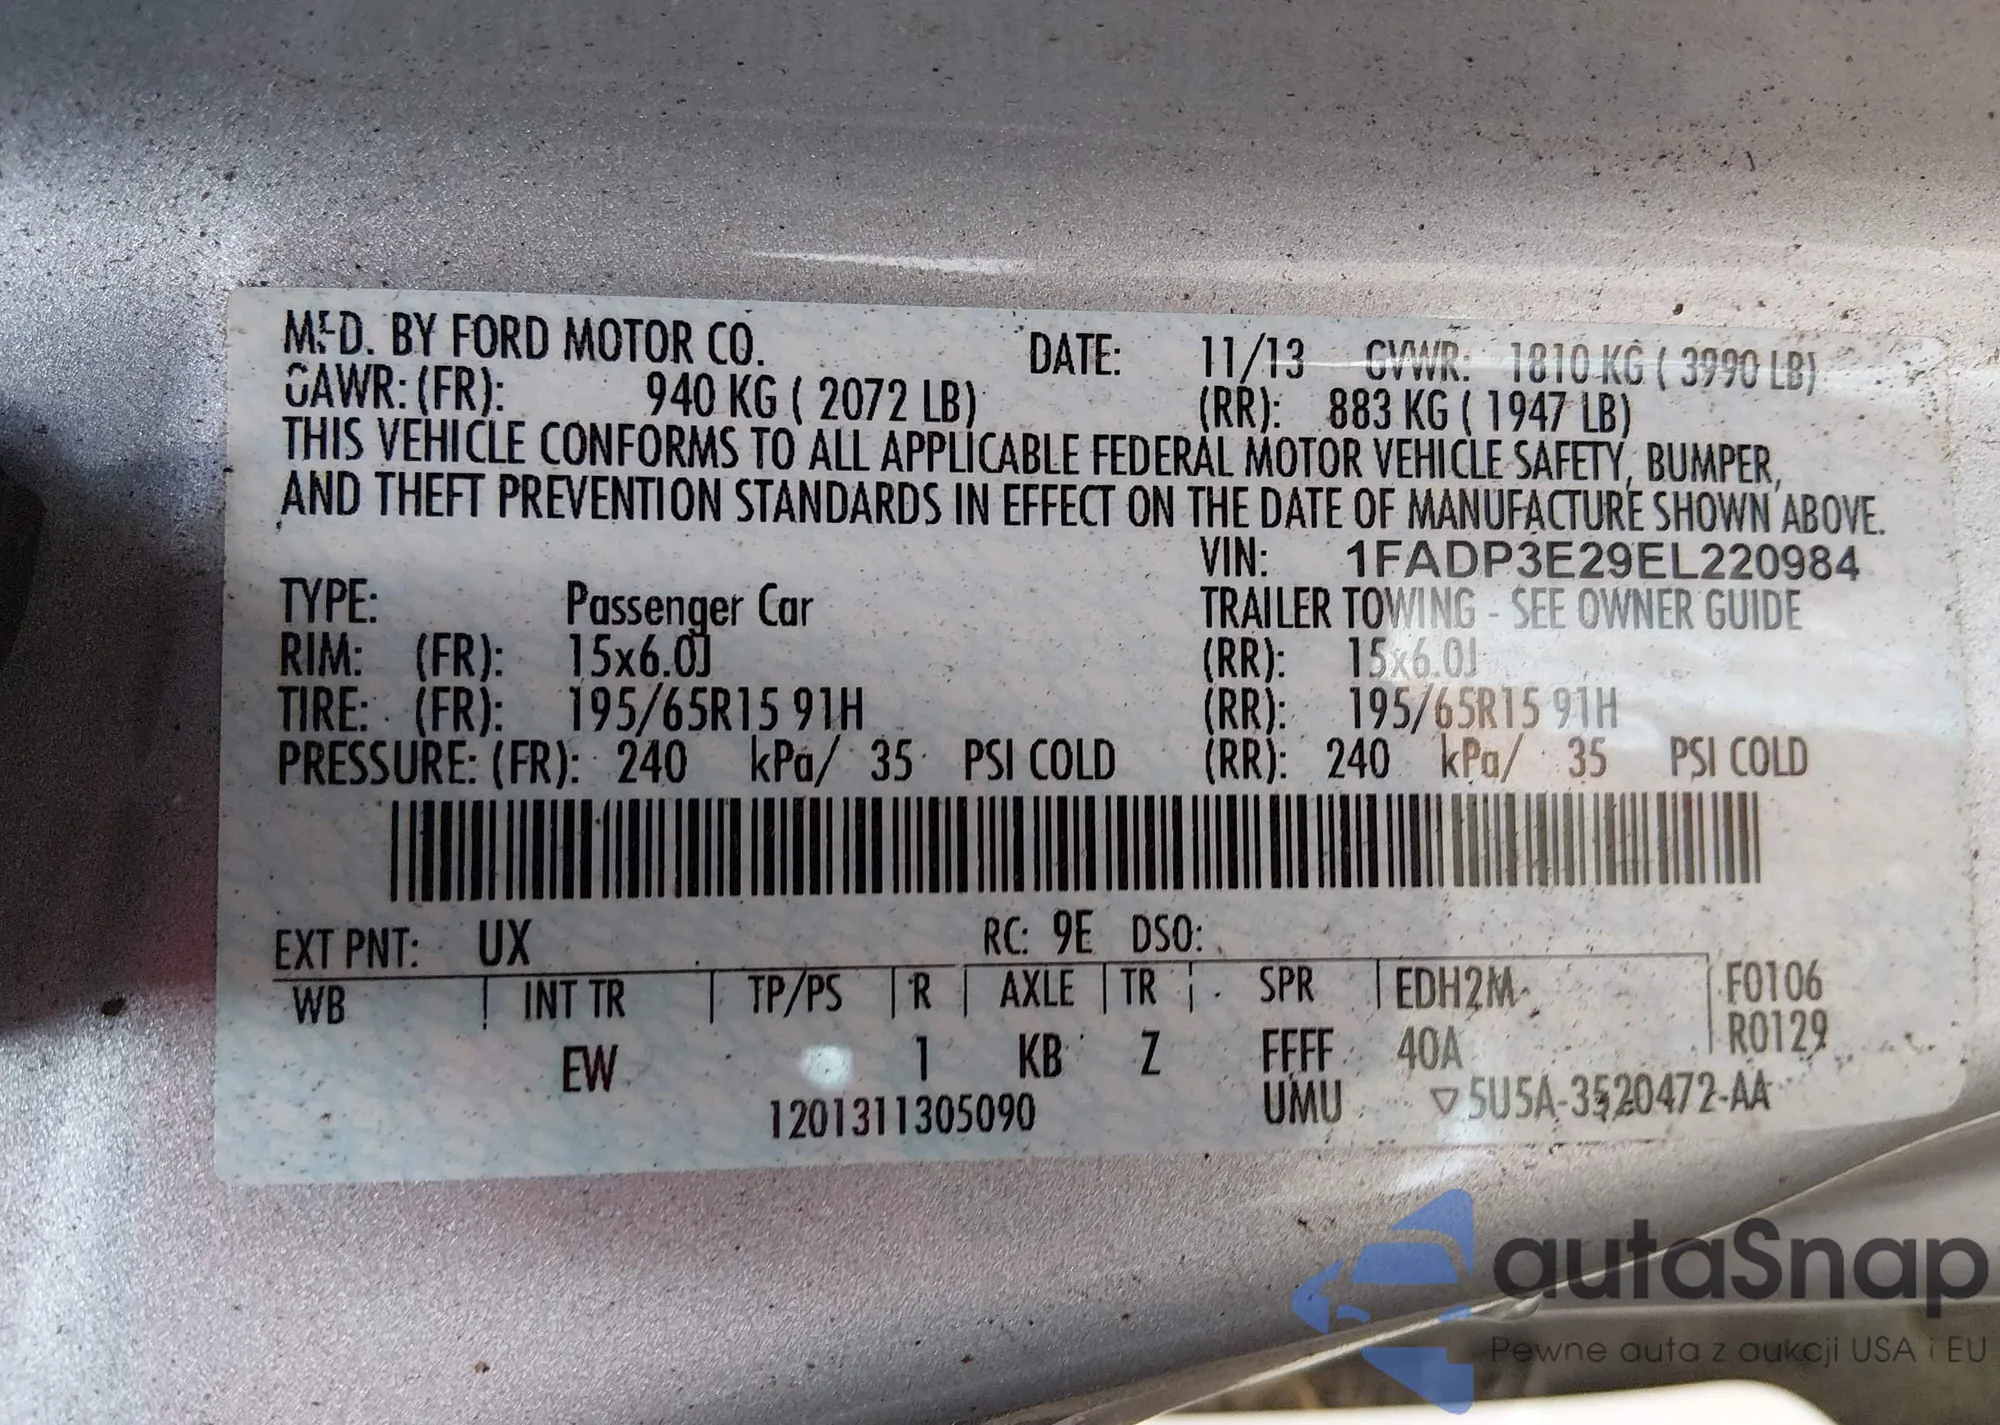 MFD. BY FORD MOTOR CO. DATE: 11/13 GVWR: 1810 KG ( 3990 LB)
GAWR: (FR): 940 KG ( 2072 LB) (RR): 883 KG ( 1947 LB)
THIS VEHICLE CONFORMS TO ALL APPLICABLE FEDERAL MOTOR VEHICLE SAFETY, BUMPER,
AND THEFT PREVENTION STANDARDS IN EFFECT ON THE DATE OF MANUFACTURE SHOWN ABOVE.
VIN: 1FADP3E29EL220984
TYPE: Passenger Car TRAILER TOWING - SEE OWNER GUIDE
RIM: (FR): 15x6.0J (RR): 15x6.0J
TIRE: (FR): 195/65R15 91H (RR): 195/65R15 91H
PRESSURE: (FR): 240 kPa/ 35 PSI COLD (RR): 240 kPa/ 35 PSI COLD
EXT PNT: UX RC: 9E DSO:
WB INT TR TP/PS R AXLE TR SPR EDH2M F0106
EW 1 KB Z FFFF 40A R0129
1201311305090 UMU ▽5U5A-3520472-AA
autaSnap
Pewne auta z aukcji USA i EU